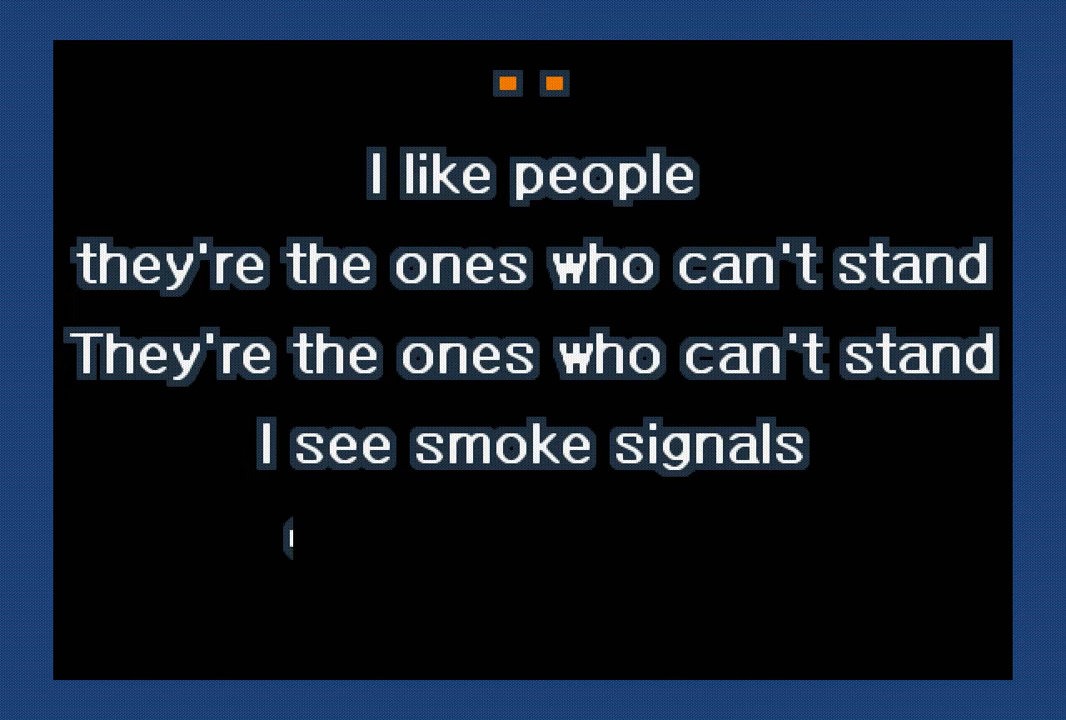 I like people
they're the ones who can't stand
They're the ones who can't stand
I see smoke signals